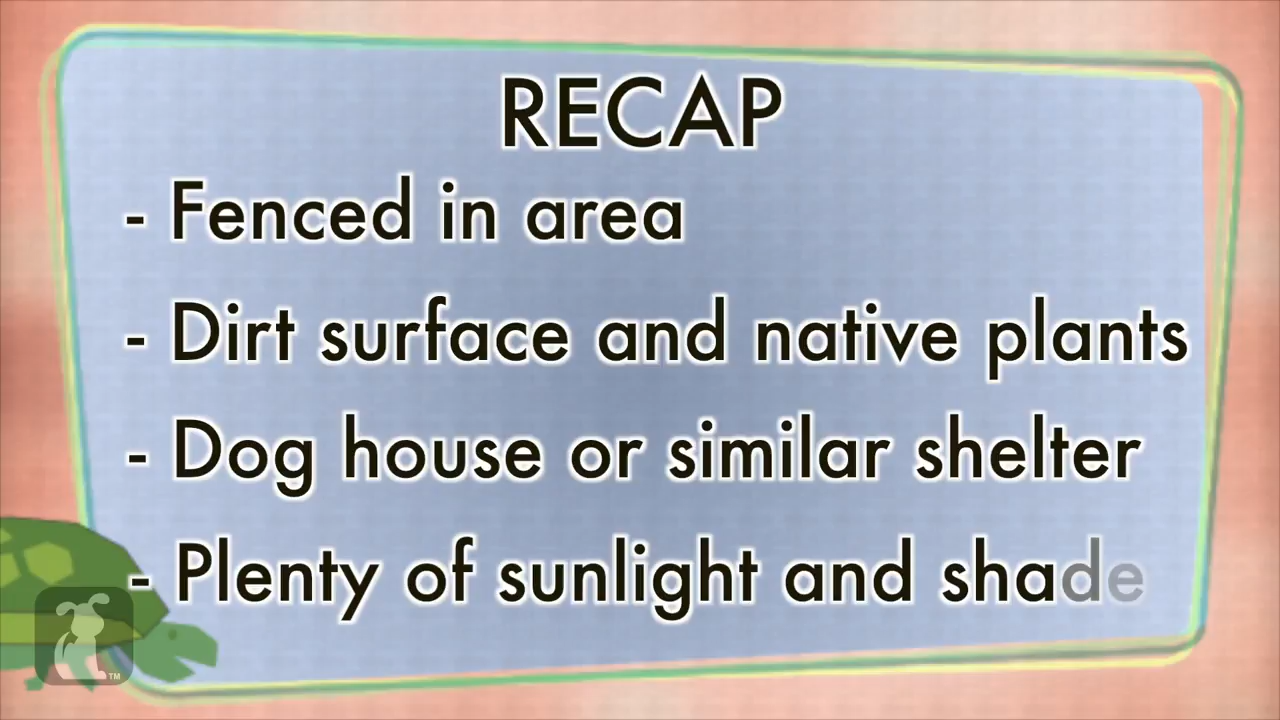 RECAP
- Fenced in area
- Dirt surface and native plants
- Dog house or similar shelter
- Plenty of sunlight and shade
TM